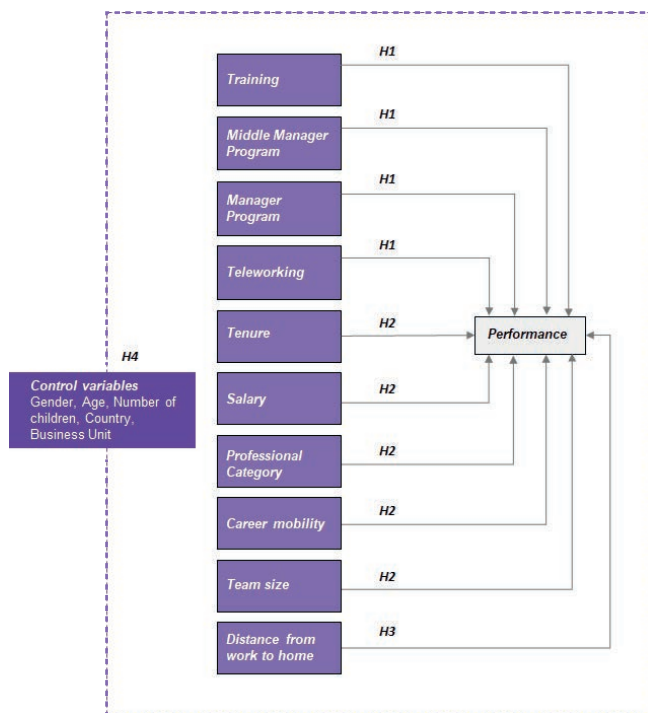 H1
Training
H1
Middle Manager
Program
H1
Manager
Program
H1
Teleworking
H2
Tenure
Performance
H4
Control variables
Gender, Age, Number of
children, Country,
Business Unit
H2
Salary
H2
Professional
Category
H2
Career mobility
H2
Team size
H3
Distance from
work to home